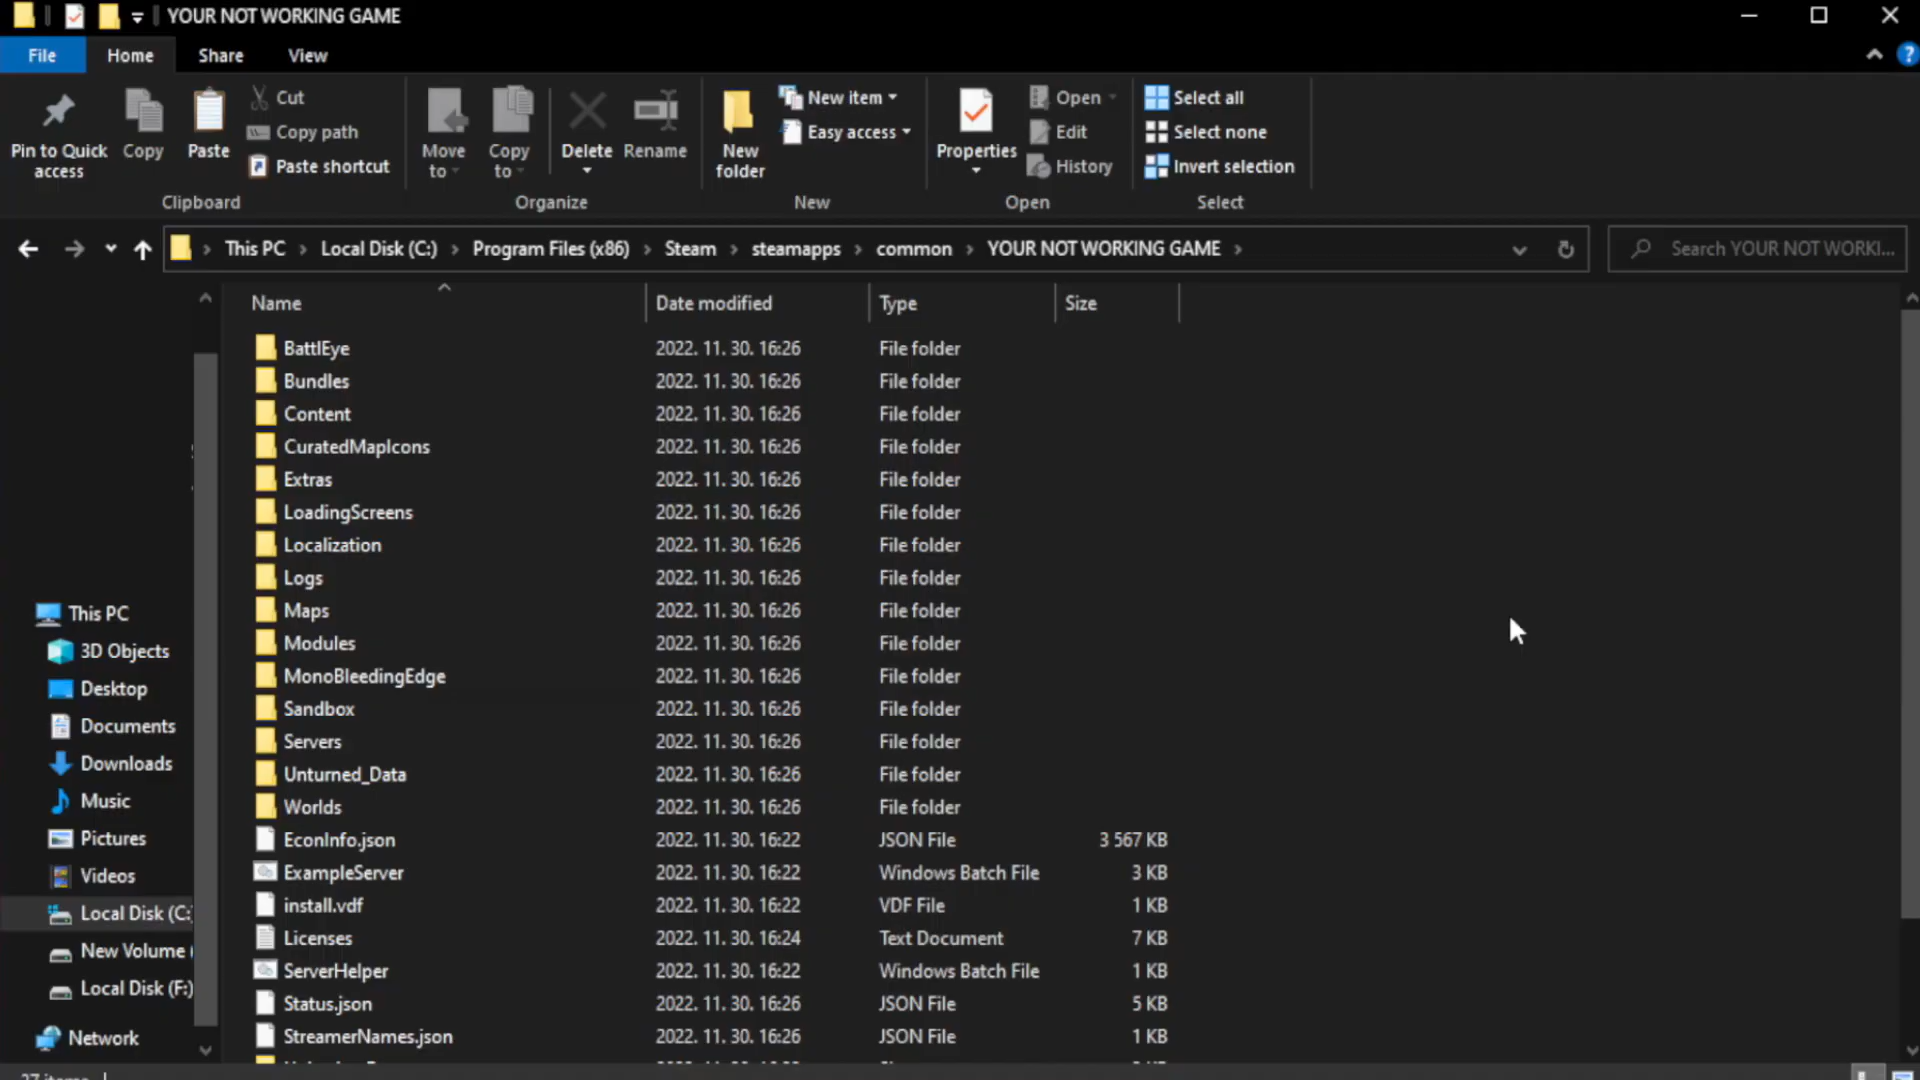 YOUR NOT WORKING GAME
File Home Share View
Pin to Quick access
Copy
Paste
Cut
Copy path
Paste shortcut
Clipboard
Move to
Copy to
Delete
Rename
Organize
New folder
New item
Easy access
New
Properties
Open
Edit
History
Open
Select all
Select none
Invert selection
Select
This PC Local Disk (C:) Program Files (x86) Steam steamapps common YOUR NOT WORKING GAME
Search YOUR NOT WORKI...
Name Date modified Type Size
BattlEye 2022. 11. 30. 16:26 File folder
Bundles 2022. 11. 30. 16:26 File folder
Content 2022. 11. 30. 16:26 File folder
CuratedMapIcons 2022. 11. 30. 16:26 File folder
Extras 2022. 11. 30. 16:26 File folder
LoadingScreens 2022. 11. 30. 16:26 File folder
Localization 2022. 11. 30. 16:26 File folder
Logs 2022. 11. 30. 16:26 File folder
Maps 2022. 11. 30. 16:26 File folder
Modules 2022. 11. 30. 16:26 File folder
MonoBleedingEdge 2022. 11. 30. 16:26 File folder
Sandbox 2022. 11. 30. 16:26 File folder
Servers 2022. 11. 30. 16:26 File folder
Unturned_Data 2022. 11. 30. 16:26 File folder
Worlds 2022. 11. 30. 16:26 File folder
EconInfo.json 2022. 11. 30. 16:22 JSON File 3 567 KB
ExampleServer 2022. 11. 30. 16:22 Windows Batch File 3 KB
install.vdf 2022. 11. 30. 16:22 VDF File 1 KB
Licenses 2022. 11. 30. 16:24 Text Document 7 KB
ServerHelper 2022. 11. 30. 16:22 Windows Batch File 1 KB
Status.json 2022. 11. 30. 16:26 JSON File 5 KB
StreamerNames.json 2022. 11. 30. 16:26 JSON File 1 KB
This PC
3D Objects
Desktop
Documents
Downloads
Music
Pictures
Videos
Local Disk (C:)
New Volume (
Local Disk (F:)
Network